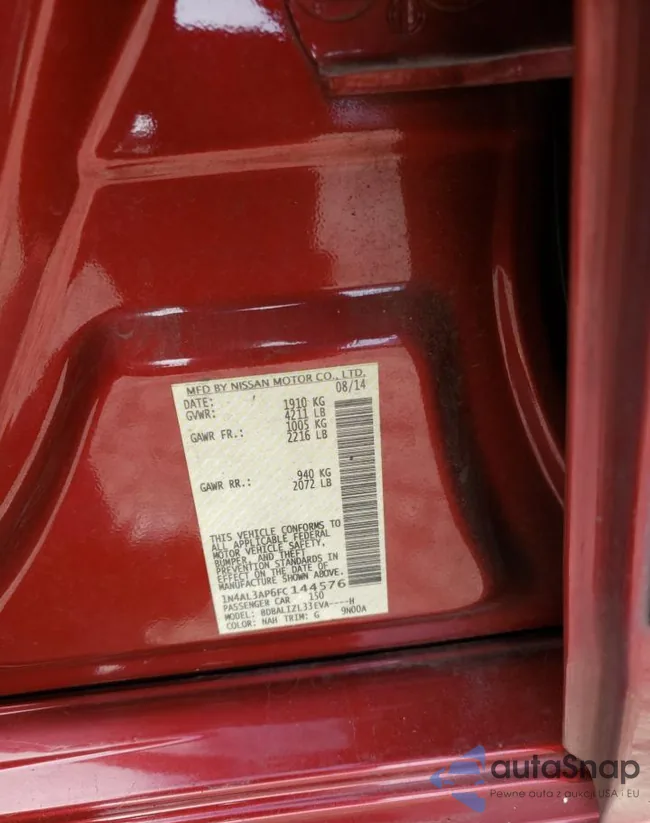 MFD BY NISSAN MOTOR CO., LTD.
DATE: 08/14
GVWR: 1910 KG
4211 LB
GAWR FR.: 1005 KG
2216 LB
GAWR RR.: 940 KG
2072 LB
THIS VEHICLE CONFORMS TO
ALL APPLICABLE FEDERAL
MOTOR VEHICLE SAFETY,
BUMPER, AND THEFT
PREVENTION STANDARDS IN
EFFECT ON THE DATE OF
MANUFACTURE SHOWN ABOVE.
1N4AL3AP6FC144576
PASSENGER CAR 150
MODEL: BDBALIZL33EVA----H
COLOR: NAH TRIM: G 9N00A
autaSnap
Pewne auta z aukcji USA i EU